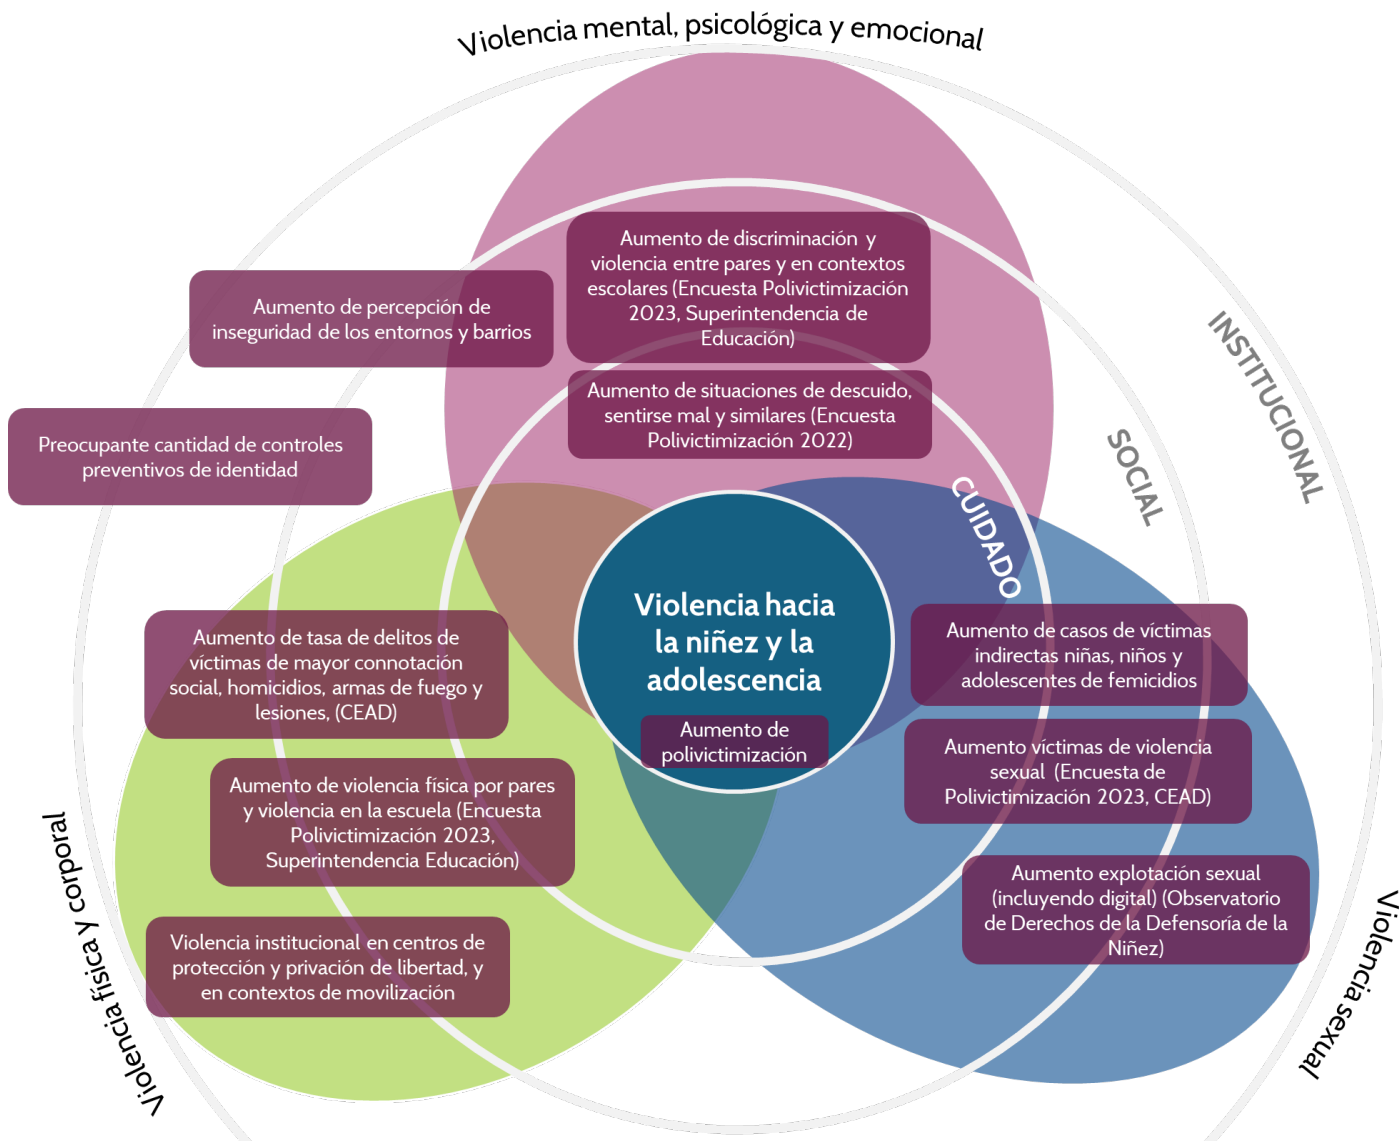 Violencia mental, psicológica y emocional
Aumento de discriminación y
violencia entre pares y en contextos
escolares (Encuesta Polivictimización
2023, Superintendencia de
Educación)
Aumento de percepción de
inseguridad de los entornos y barrios
INSTITUCIONAL
Aumento de situaciones de descuido,
sentirse mal y similares (Encuesta
Polivictimización 2022)
Preocupante cantidad de controles
preventivos de identidad
SOCIAL
CUIDADO
Violencia hacia
la niñez y la
adolescencia
Aumento de
polivictimización
Aumento de tasa de delitos de
víctimas de mayor connotación
social, homicidios, armas de fuego y
lesiones, (CEAD)
Aumento de casos de víctimas
indirectas niñas, niños y
adolescentes de femicidios
Aumento víctimas de violencia
sexual (Encuesta de
Polivictimización 2023, CEAD)
Aumento de violencia física por pares
y violencia en la escuela (Encuesta
Polivictimización 2023,
Superintendencia Educación)
Aumento explotación sexual
(incluyendo digital) (Observatorio
de Derechos de la Defensoría de la
Niñez)
Violencia institucional en centros de
protección y privación de libertad, y
en contextos de movilización
Violencia física y corporal
Violencia sexual